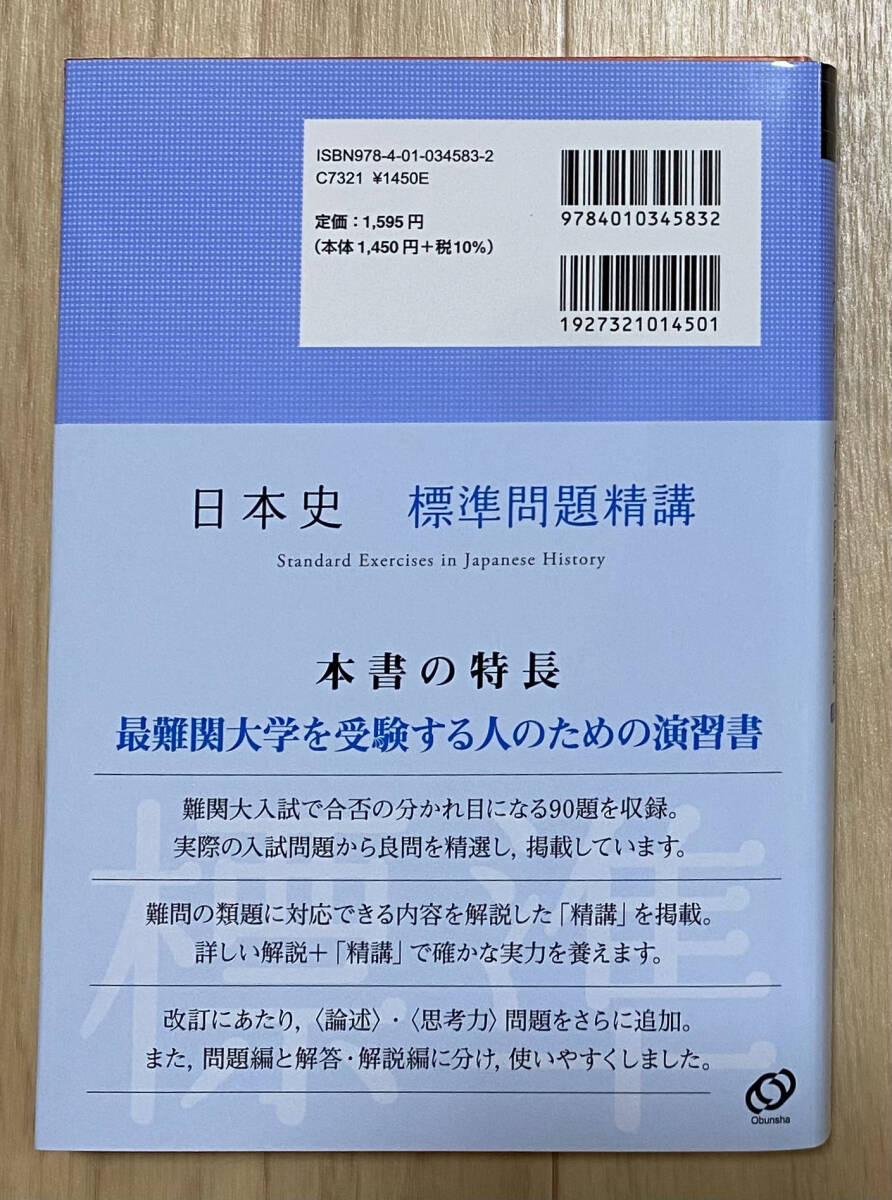 ISBN978-4-01-034583-2
C7321 ¥1450E
定価：1,595円
（本体1,450円＋税10%）
9784010345832
1927321014501
日本史　標準問題精講
Standard Exercises in Japanese History
本書の特長
最難関大学を受験する人のための演習書
難関大入試で合否の分かれ目になる90題を収録。
実際の入試問題から良問を精選し，掲載しています。
難問の類題に対応できる内容を解説した「精講」を掲載。
詳しい解説＋「精講」で確かな実力を養えます。
改訂にあたり，〈論述〉・〈思考力〉問題をさらに追加。
また，問題編と解答・解説編に分け，使いやすくしました。
標準
Obunsha